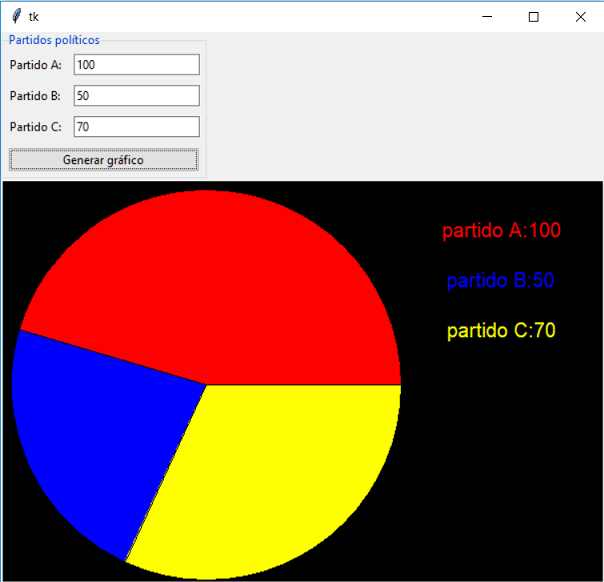 tk
Partidos políticos
Partido A: 100
Partido B: 50
Partido C: 70
Generar gráfico
partido A:100
partido B:50
partido C:70